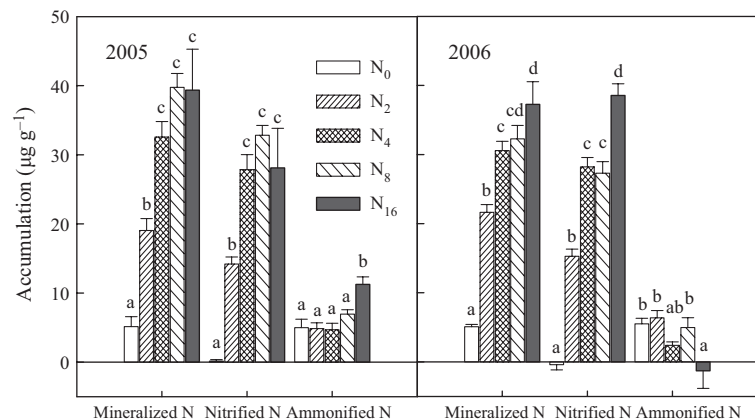 50
40
30
20
10
0
Accumulation (μg g⁻¹)
2005
N₀
N₂
N₄
N₈
N₁₆
a
b
c
c
c
a
b
c
c
c
a
a
a
a
b
Mineralized N Nitrified N Ammonified N
2006
a
b
c
cd
d
a
b
c
c
d
b
b
ab
b
a
Mineralized N Nitrified N Ammonified N